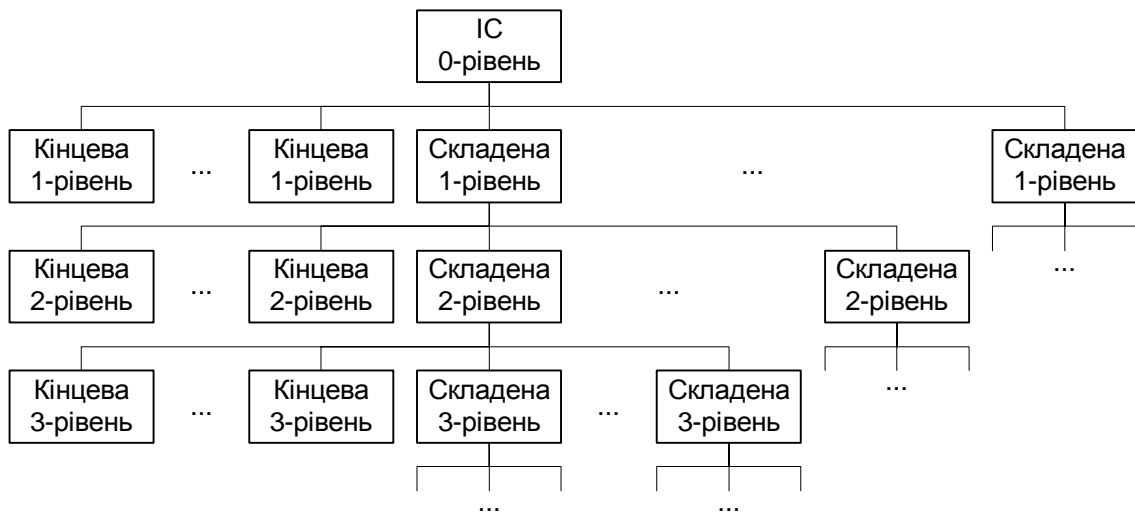 ІС
0-рівень
Кінцева
1-рівень
...
Кінцева
1-рівень
Складена
1-рівень
...
Складена
1-рівень
Кінцева
2-рівень
...
Кінцева
2-рівень
Складена
2-рівень
...
Складена
2-рівень
...
Кінцева
3-рівень
...
Кінцева
3-рівень
Складена
3-рівень
...
Складена
3-рівень
...
...
...